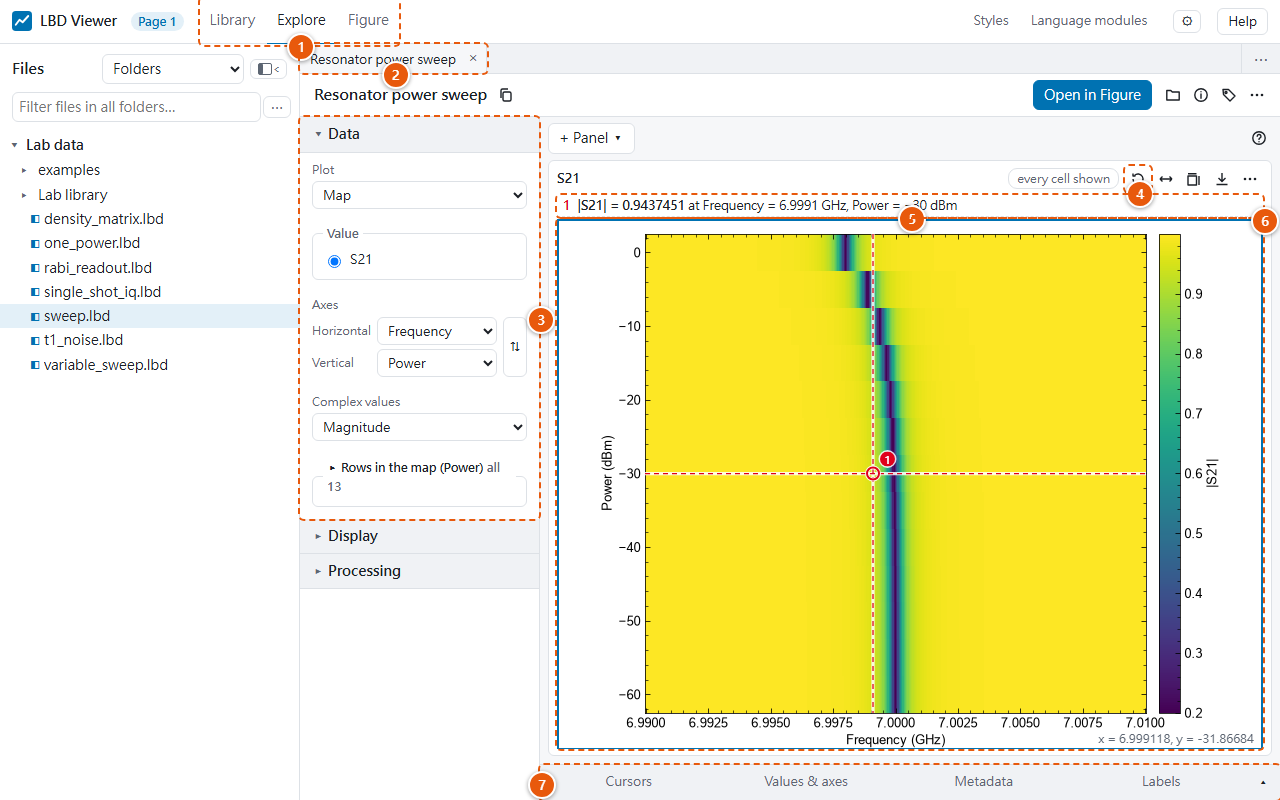 LBD Viewer Page 1 Library Explore Figure Styles Language modules Help
1
Files Folders
Resonator power sweep ×
2
Filter files in all folders... ...
Resonator power sweep Open in Figure
Lab data
examples
Lab library
density_matrix.lbd
one_power.lbd
rabi_readout.lbd
single_shot_iq.lbd
sweep.lbd
t1_noise.lbd
variable_sweep.lbd
Data
Plot
Map
Value
S21
Axes
Horizontal Frequency
Vertical Power
3
Complex values
Magnitude
Rows in the map (Power) all
13
Display
Processing
+ Panel
S21 every cell shown
4
1 |S21| = 0.9437451 at Frequency = 6.9991 GHz, Power = −30 dBm
5
6
0
−10
−20
−30
−40
−50
−60
Power (dBm)
1
6.9900 6.9925 6.9950 6.9975 7.0000 7.0025 7.0050 7.0075 7.0100
Frequency (GHz)
0.9
0.8
0.7
0.6
0.5
0.4
0.3
0.2
|S21|
x = 6.999118, y = -31.86684
7
Cursors Values & axes Metadata Labels